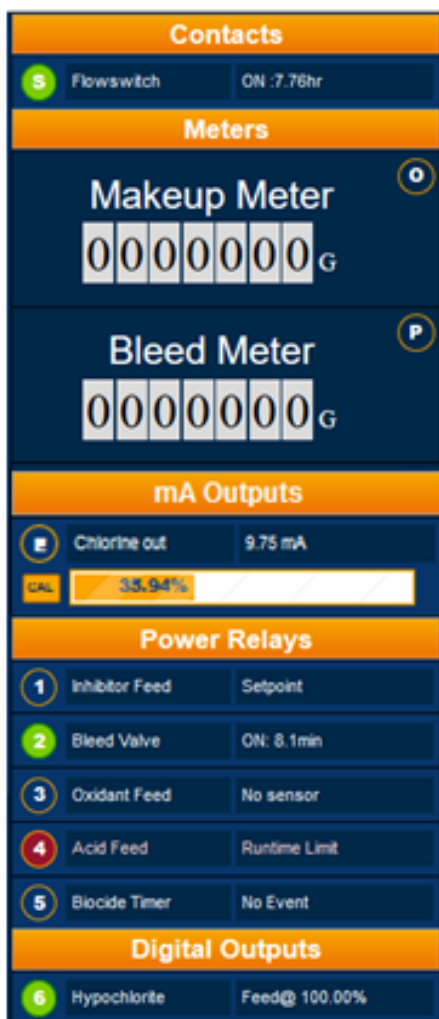 Contacts
S Flowswitch ON :7.76hr
Meters
O
Makeup Meter
0000000 G
P
Bleed Meter
0000000 G
mA Outputs
E Chlorine out 9.75 mA
CAL 35.94%
Power Relays
1 Inhibitor Feed Setpoint
2 Bleed Valve ON: 8.1min
3 Oxidant Feed No sensor
4 Acid Feed Runtime Limit
5 Biocide Timer No Event
Digital Outputs
6 Hypochlorite Feed@ 100.00%